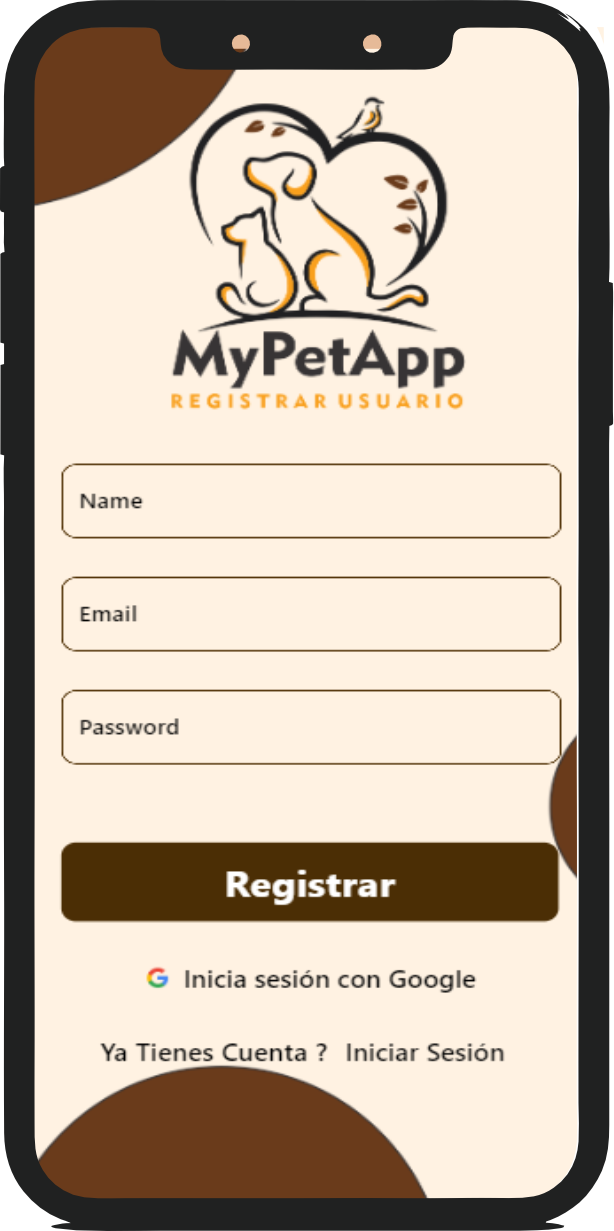 MyPetApp
REGISTRAR USUARIO
Name
Email
Password
Registrar
Inicia sesión con Google
Ya Tienes Cuenta ? Iniciar Sesión